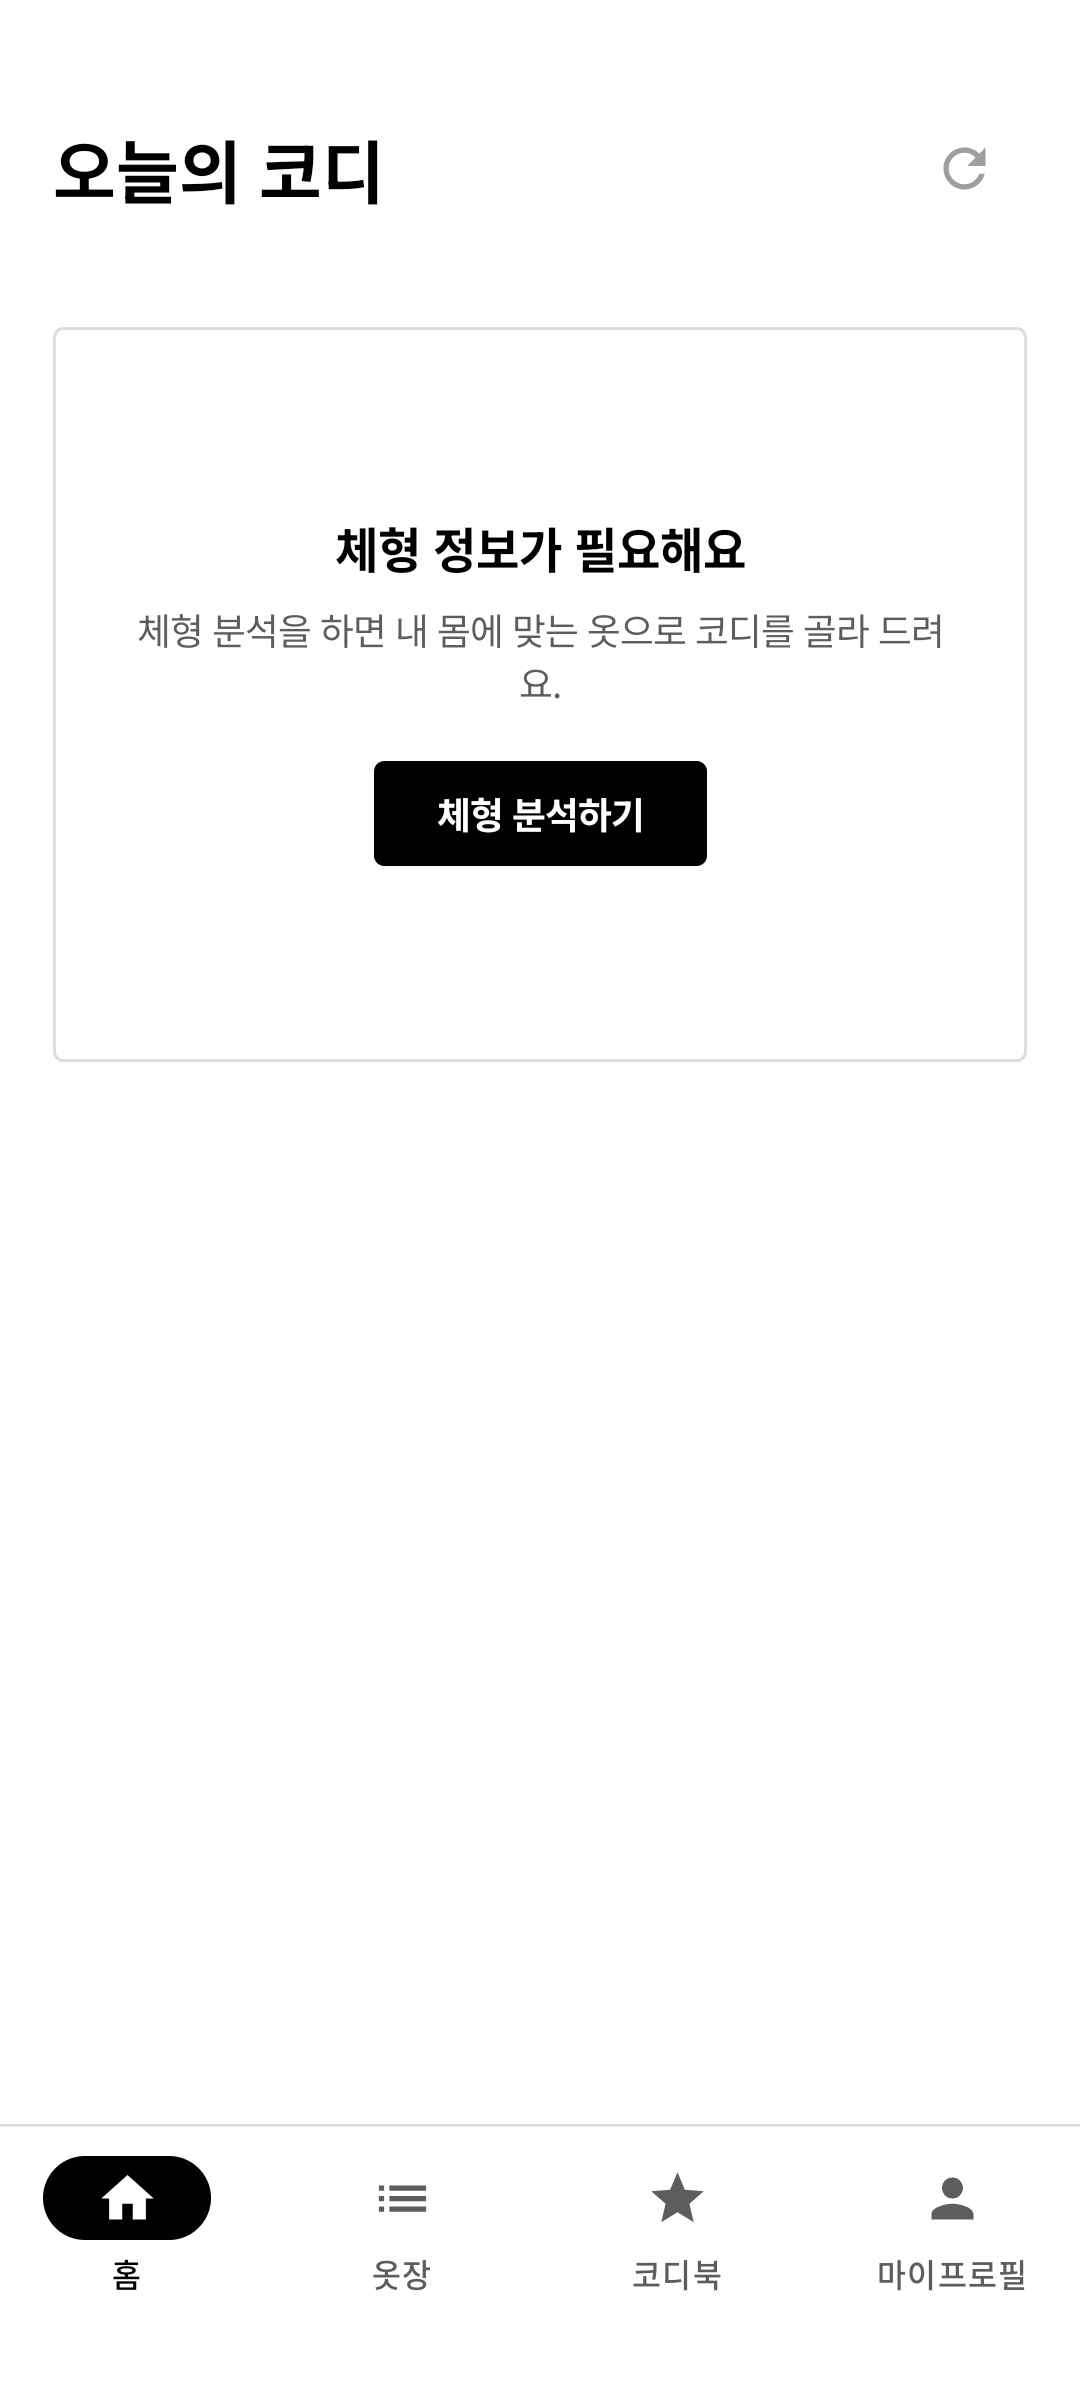 오늘의 코디
체형 정보가 필요해요
체형 분석을 하면 내 몸에 맞는 옷으로 코디를 골라 드려
요.
체형 분석하기
홈
옷장
코디북
마이프로필